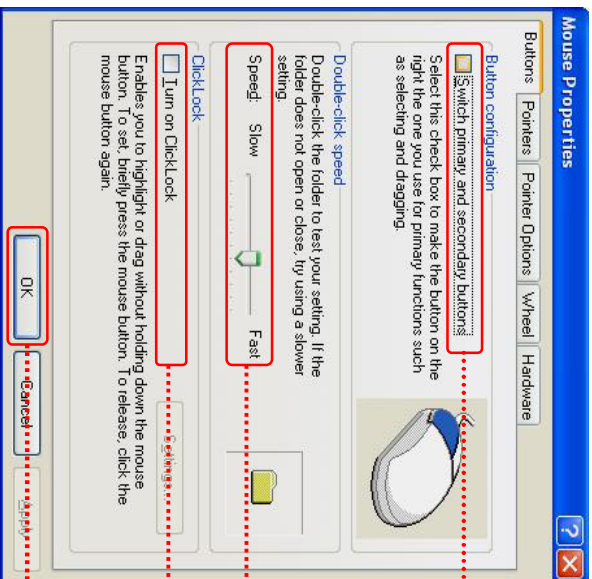 Mouse Properties
Buttons Pointers Pointer Options Wheel Hardware
Button configuration
Switch primary and secondary buttons
Select this check box to make the button on the
right the one you use for primary functions such
as selecting and dragging.
Double-click speed
Double-click the folder to test your setting. If the
folder does not open or close, try using a slower
setting.
Speed: Slow Fast
ClickLock
Turn on ClickLock Settings...
Enables you to highlight or drag without holding down the mouse
button. To set, briefly press the mouse button. To release, click the
mouse button again.
OK Cancel Apply